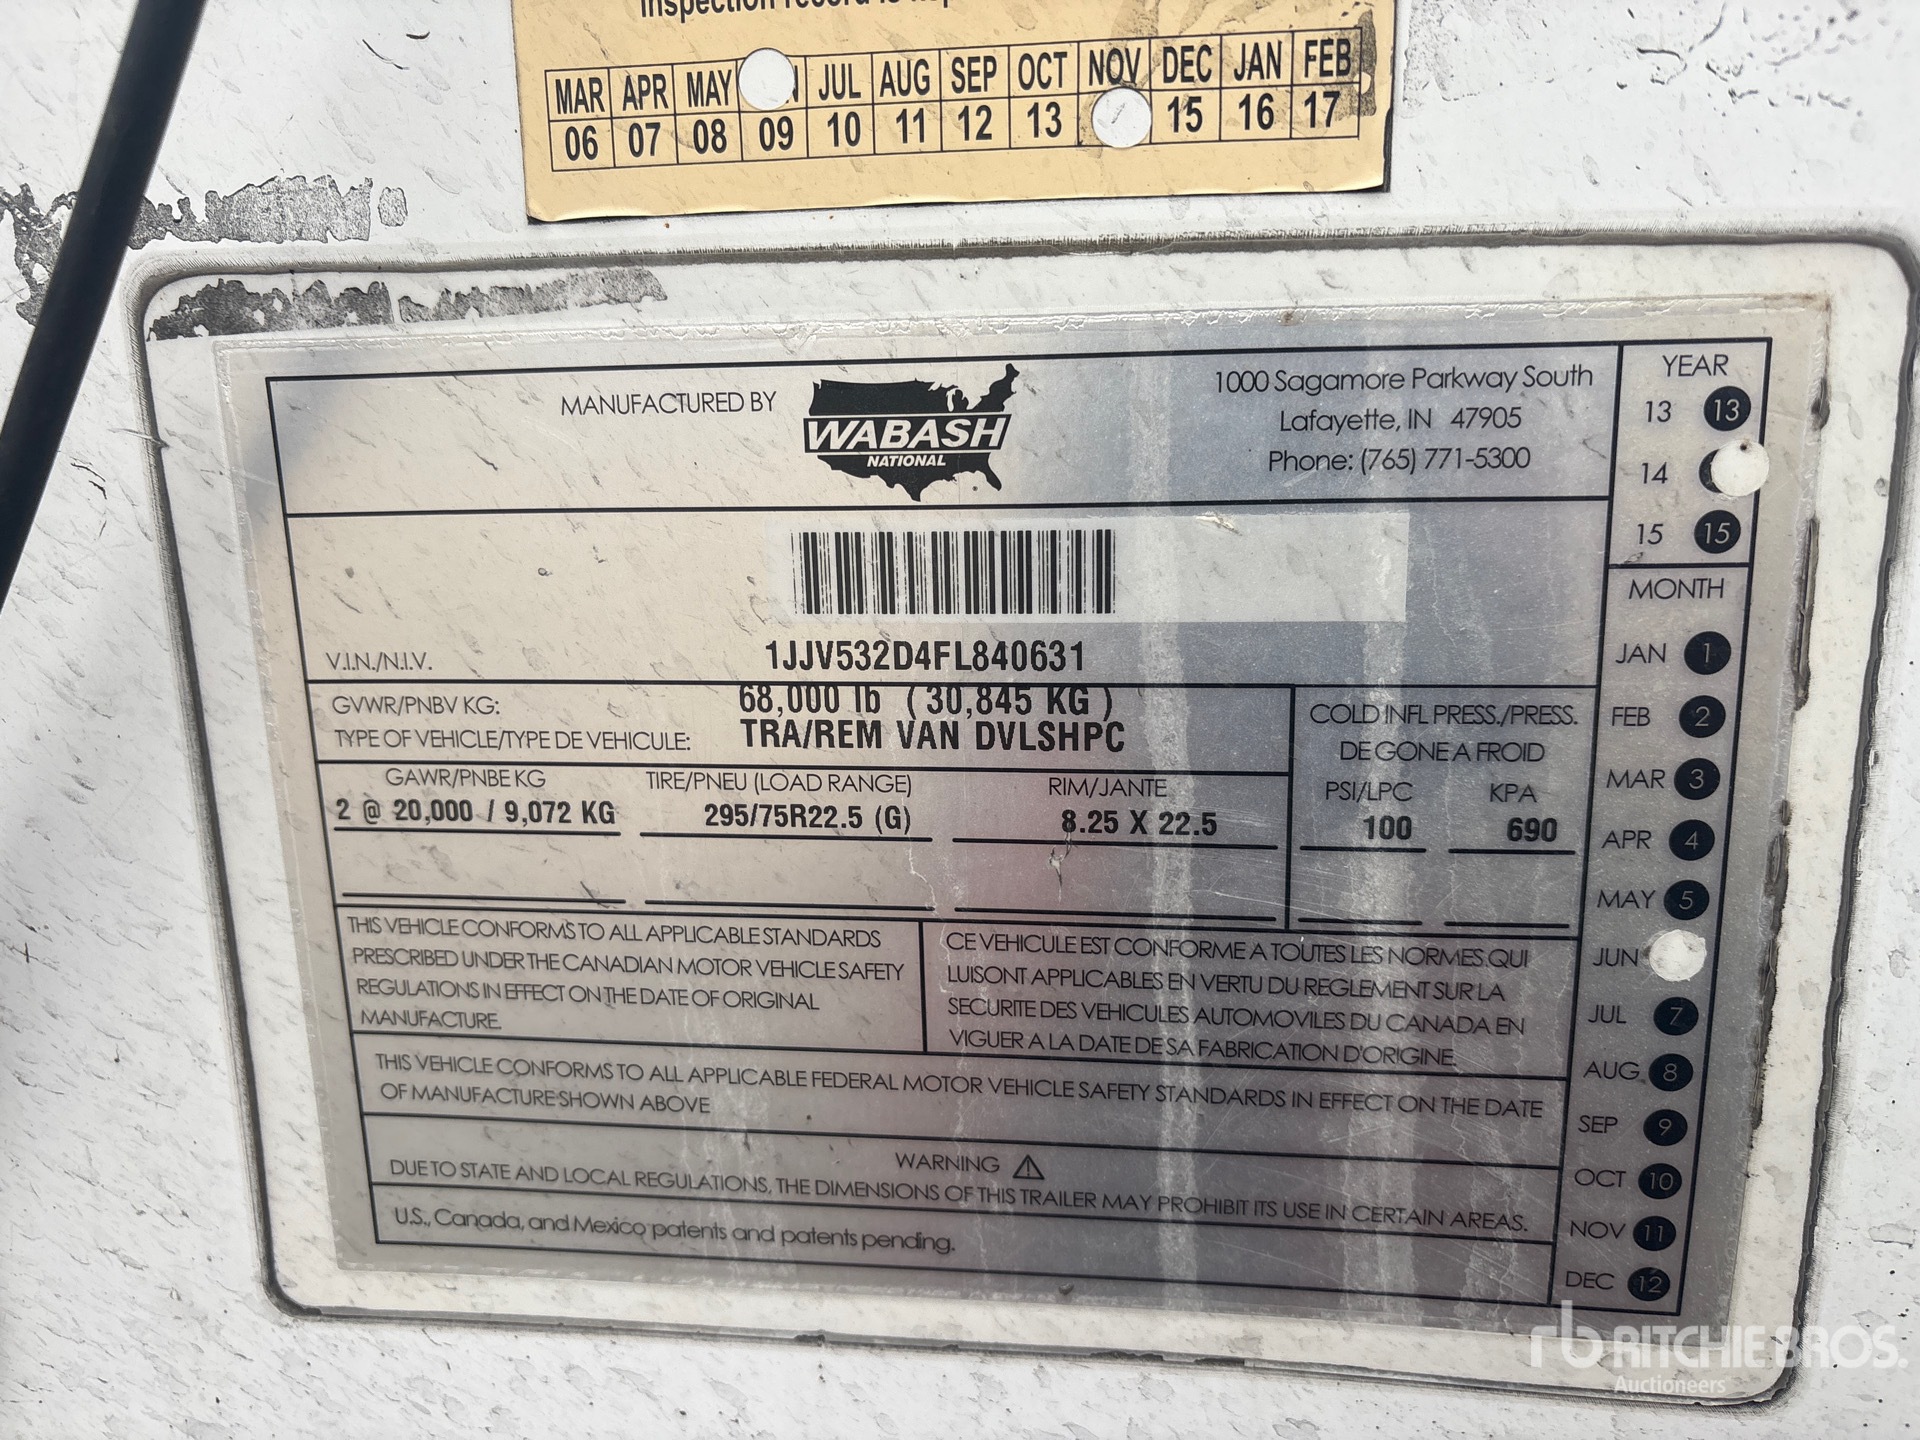 MAR APR MAY JUL AUG SEP OCT NOV DEC JAN FEB
06 07 08 09 10 11 12 13 15 16 17
MANUFACTURED BY
WABASH
NATIONAL
1000 Sagamore Parkway South
Lafayette, IN 47905
Phone: (765) 771-5300
YEAR
13 13
14
15 15
MONTH
JAN 1
FEB 2
MAR 3
APR 4
MAY 5
JUN
JUL 7
AUG 8
SEP 9
OCT 10
NOV 11
DEC 12
V.I.N./N.I.V. 1JJV532D4FL840631
GVWR/PNBV KG: 68,000 lb ( 30,845 KG )
TYPE OF VEHICLE/TYPE DE VEHICULE: TRA/REM VAN DVLSHPC
COLD INFL PRESS./PRESS.
DE GONE A FROID
GAWR/PNBE KG TIRE/PNEU (LOAD RANGE) RIM/JANTE PSI/LPC KPA
2 @ 20,000 / 9,072 KG 295/75R22.5 (G) 8.25 X 22.5 100 690
THIS VEHICLE CONFORMS TO ALL APPLICABLE STANDARDS
PRESCRIBED UNDER THE CANADIAN MOTOR VEHICLE SAFETY
REGULATIONS IN EFFECT ON THE DATE OF ORIGINAL
MANUFACTURE.
CE VEHICULE EST CONFORME A TOUTES LES NORMES QUI
LUI SONT APPLICABLES EN VERTU DU REGLEMENT SUR LA
SECURITE DES VEHICULES AUTOMOVILES DU CANADA EN
VIGUER A LA DATE DE SA FABRICATION D'ORIGINE.
THIS VEHICLE CONFORMS TO ALL APPLICABLE FEDERAL MOTOR VEHICLE SAFETY STANDARDS IN EFFECT ON THE DATE
OF MANUFACTURE SHOWN ABOVE
WARNING
DUE TO STATE AND LOCAL REGULATIONS, THE DIMENSIONS OF THIS TRAILER MAY PROHIBIT ITS USE IN CERTAIN AREAS.
U.S., Canada, and Mexico patents and patents pending.
rb RITCHIE BROS.
Auctioneers